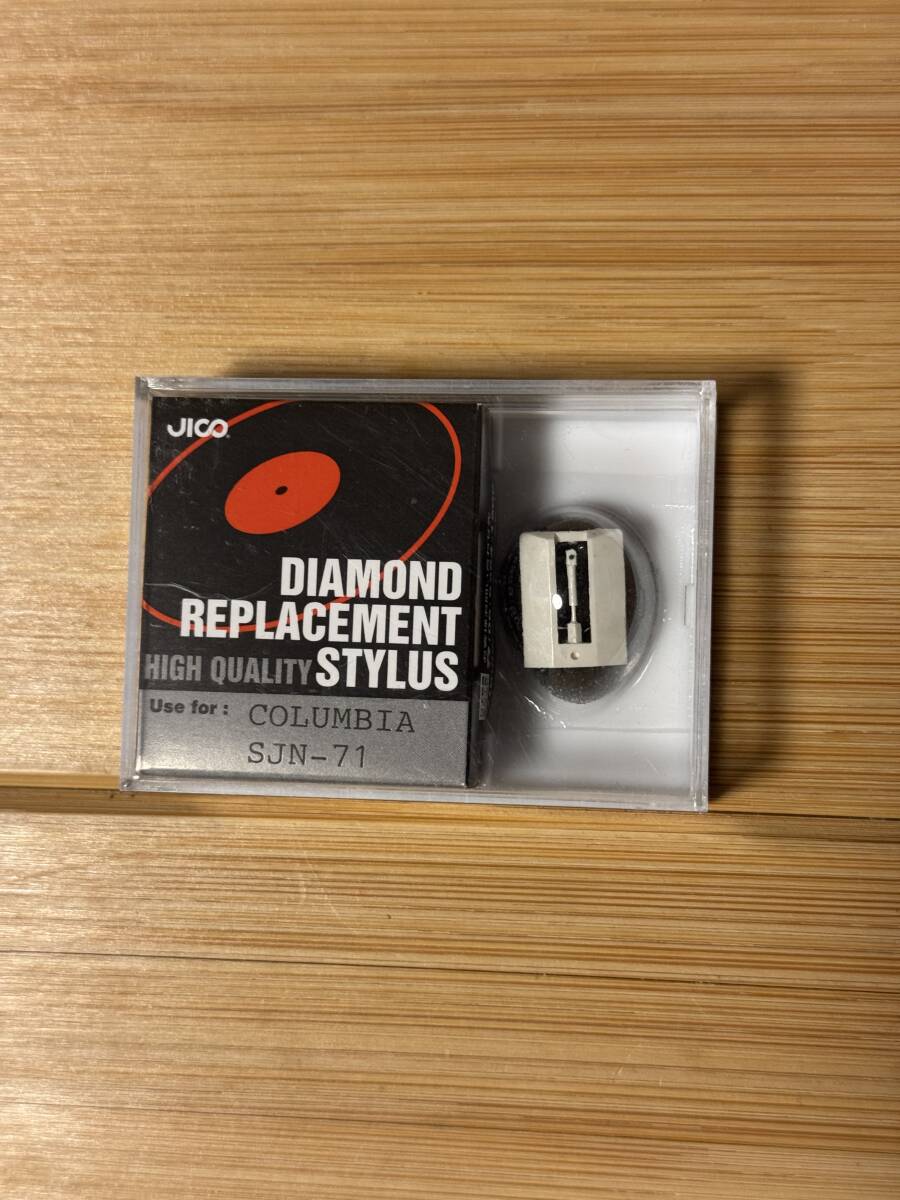 JICO
DIAMOND
REPLACEMENT
HIGH QUALITY STYLUS
Use for : COLUMBIA
SJN-71